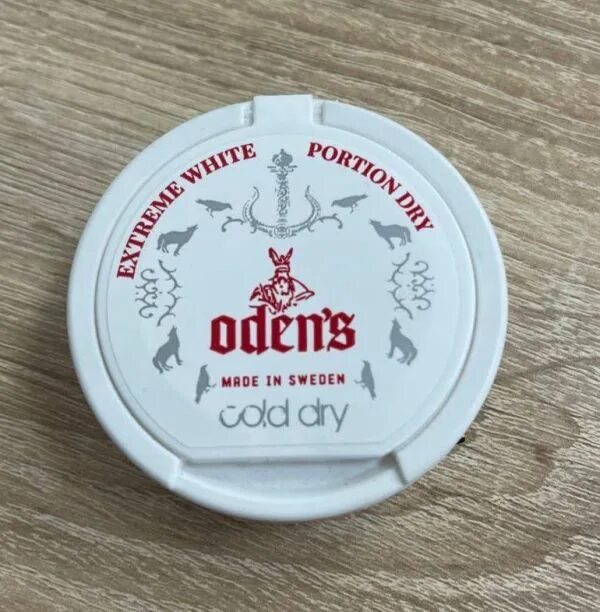 EXTREME WHITE PORTION DRY
oden's
MADE IN SWEDEN
cold dry